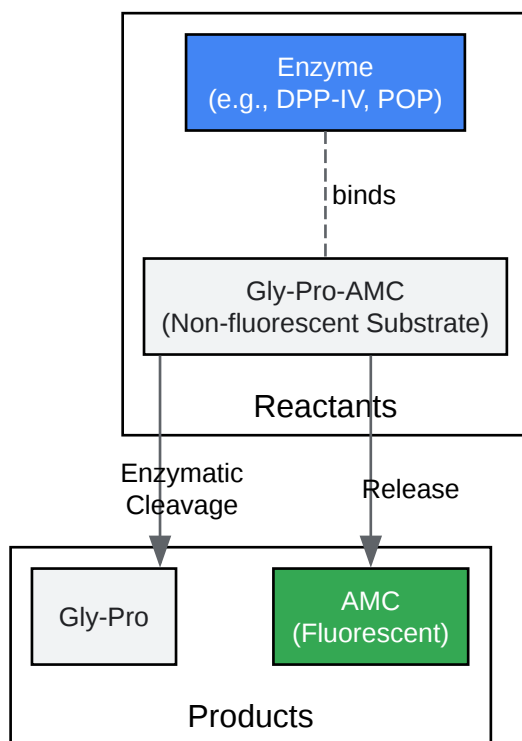 Enzyme
(e.g., DPP-IV, POP)
binds
Gly-Pro-AMC
(Non-fluorescent Substrate)
Reactants
Enzymatic
Cleavage
Release
Gly-Pro
AMC
(Fluorescent)
Products